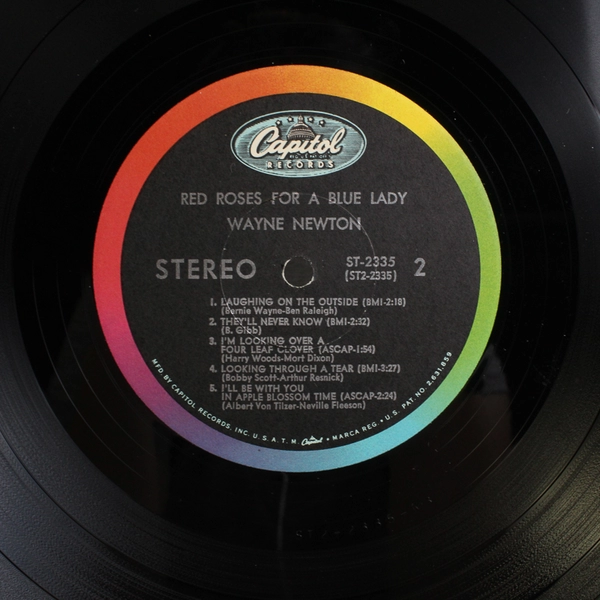 Capitol
RECORDS
RED ROSES FOR A BLUE LADY
WAYNE NEWTON
STEREO
ST-2335
(ST2-2335)
2
1. LAUGHING ON THE OUTSIDE (BMI-2:18)
(Bernie Wayne-Ben Raleigh)
2. THEY'LL NEVER KNOW (BMI-2:32)
(B. Gibb)
3. I'M LOOKING OVER A
FOUR LEAF CLOVER (ASCAP-1:54)
(Harry Woods-Mort Dixon)
4. LOOKING THROUGH A TEAR (BMI-3:27)
(Bobby Scott-Arthur Resnick)
5. I'LL BE WITH YOU
IN APPLE BLOSSOM TIME (ASCAP-2:24)
(Albert Von Tilzer-Neville Fleeson)
MFD BY CAPITOL RECORDS, INC. U.S.A. T.M. Capitol • MARCA REG. • U.S. PAT. NO. 2,631,859